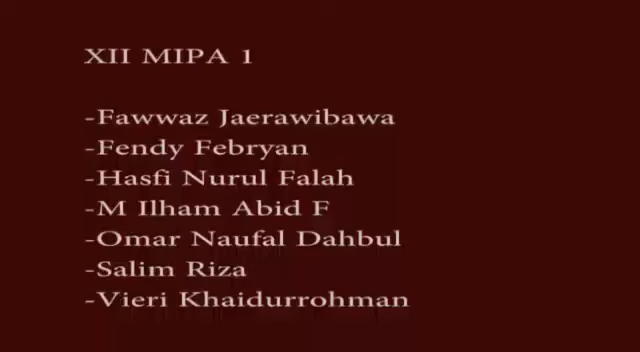 XII MIPA 1
-Fawwaz Jaerawibawa
-Fendy Febryan
-Hasfi Nurul Falah
-M Ilham Abid F
-Omar Naufal Dahbul
-Salim Riza
-Vieri Khaidurrohman